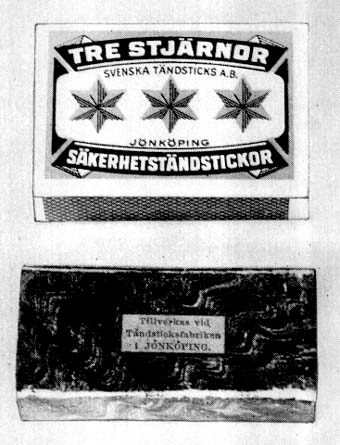 TRE STJÄRNOR
SVENSKA TÄNDSTICKS A.B.
JÖNKÖPING
SÄKERHETSTÄNDSTICKOR
Tillverkas vid
Tändsticksfabriken
i JÖNKÖPING.